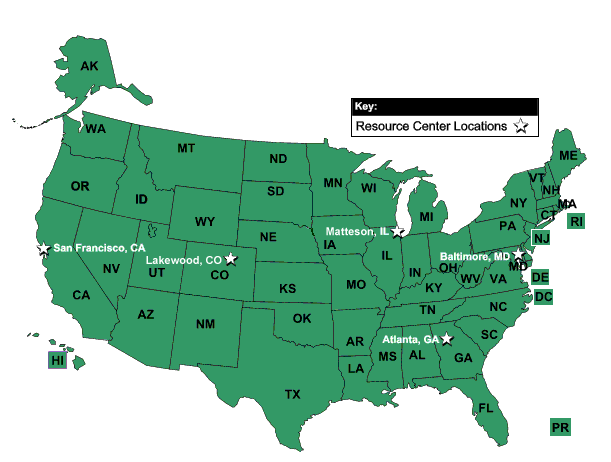 AK
Key:
Resource Center Locations
WA
MT
ND
MN
WI
MI
VT
NH
ME
OR
ID
SD
NY
MA
CT
RI
WY
NE
IA
PA
NJ
Matteson, IL
San Francisco, CA
Lakewood, CO
Baltimore, MD
NV
UT
CO
IL
IN
OH
WV
VA
MD
DE
CA
KS
MO
KY
DC
AZ
NM
OK
AR
TN
NC
Atlanta, GA
SC
HI
TX
LA
MS
AL
GA
FL
PR